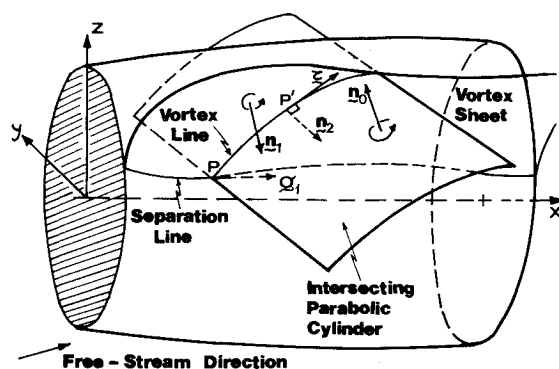 z
y
τ
P'
n0
Vortex
Sheet
Vortex
Line
n1
n2
P
Q1
x
Separation
Line
Intersecting
Parabolic
Cylinder
Free-Stream Direction